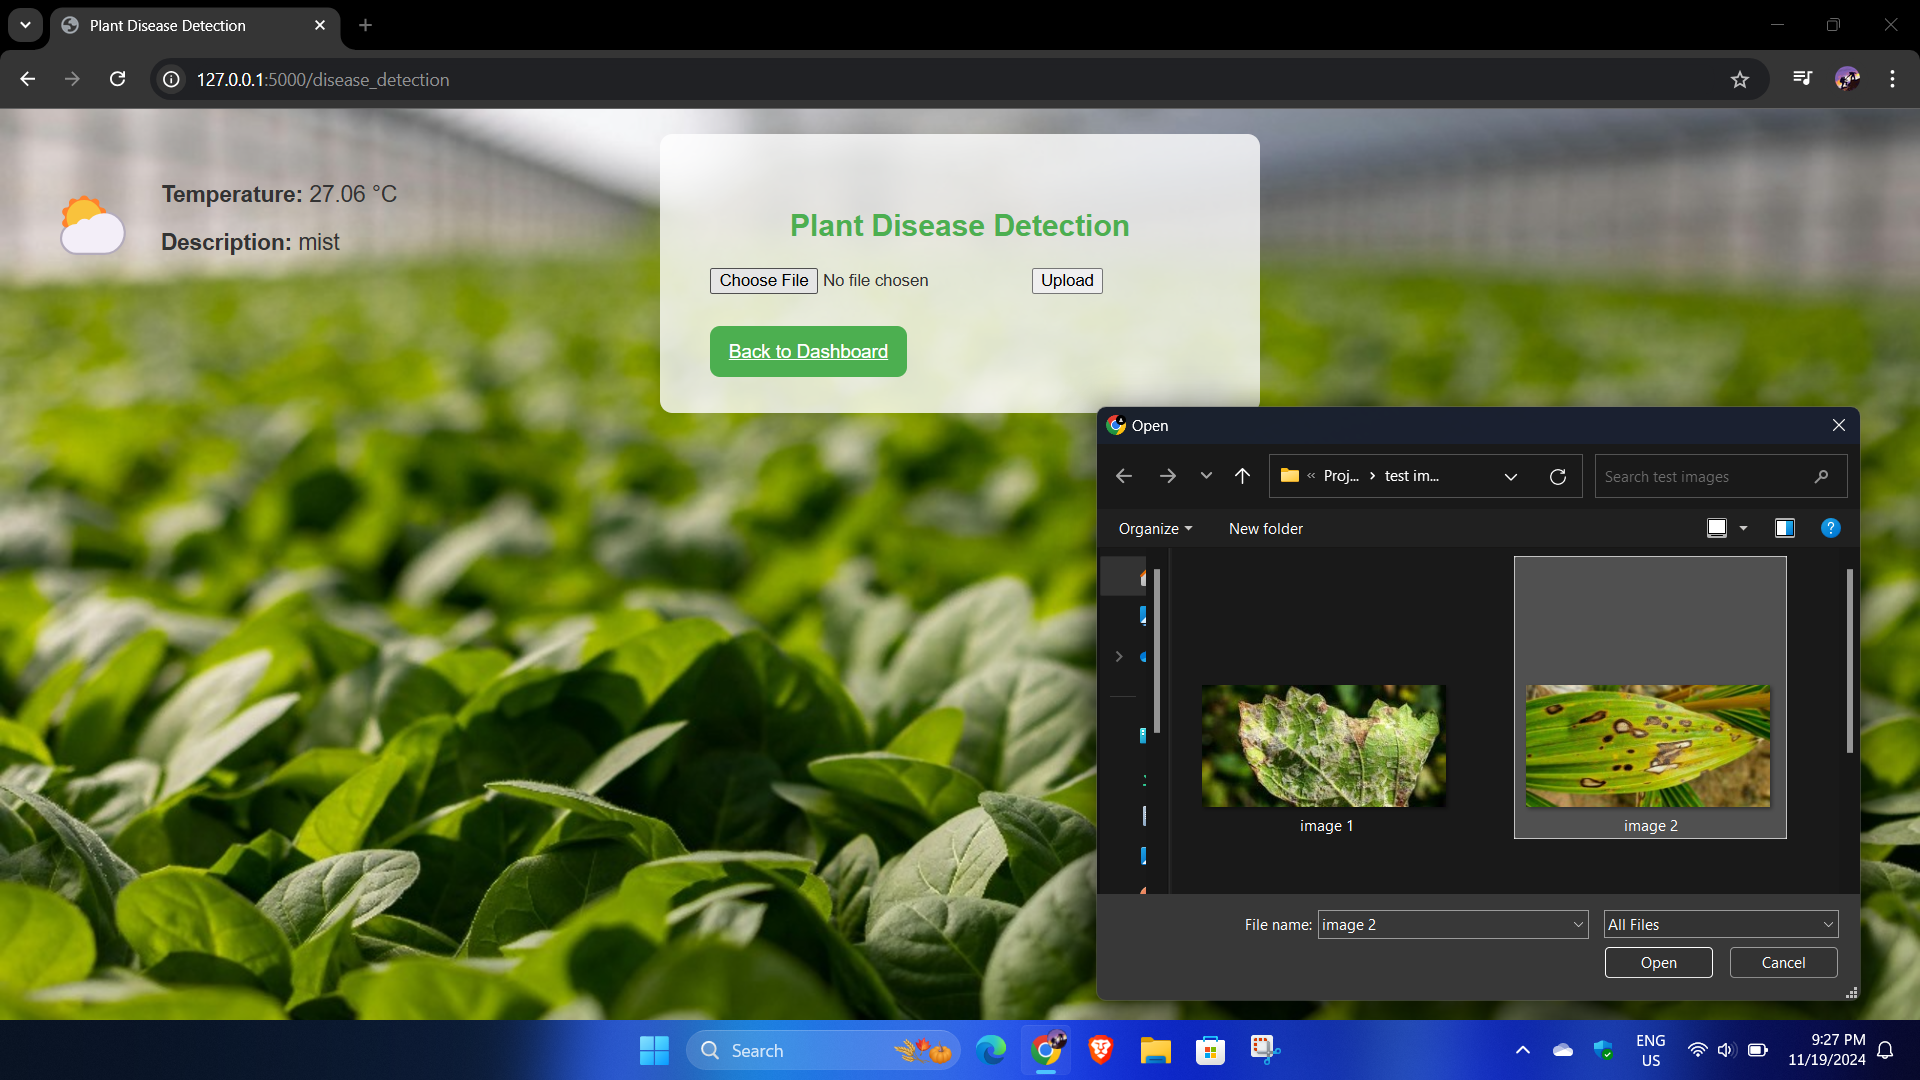 Plant Disease Detection
127.0.0.1:5000/disease_detection
Temperature: 27.06 °C
Description: mist
Plant Disease Detection
Choose File No file chosen
Upload
Back to Dashboard
Open
« Proj... › test im...
Search test images
Organize
New folder
?
image 1
image 2
File name: image 2
All Files
Open
Cancel
Search
ENG
US
9:27 PM
11/19/2024